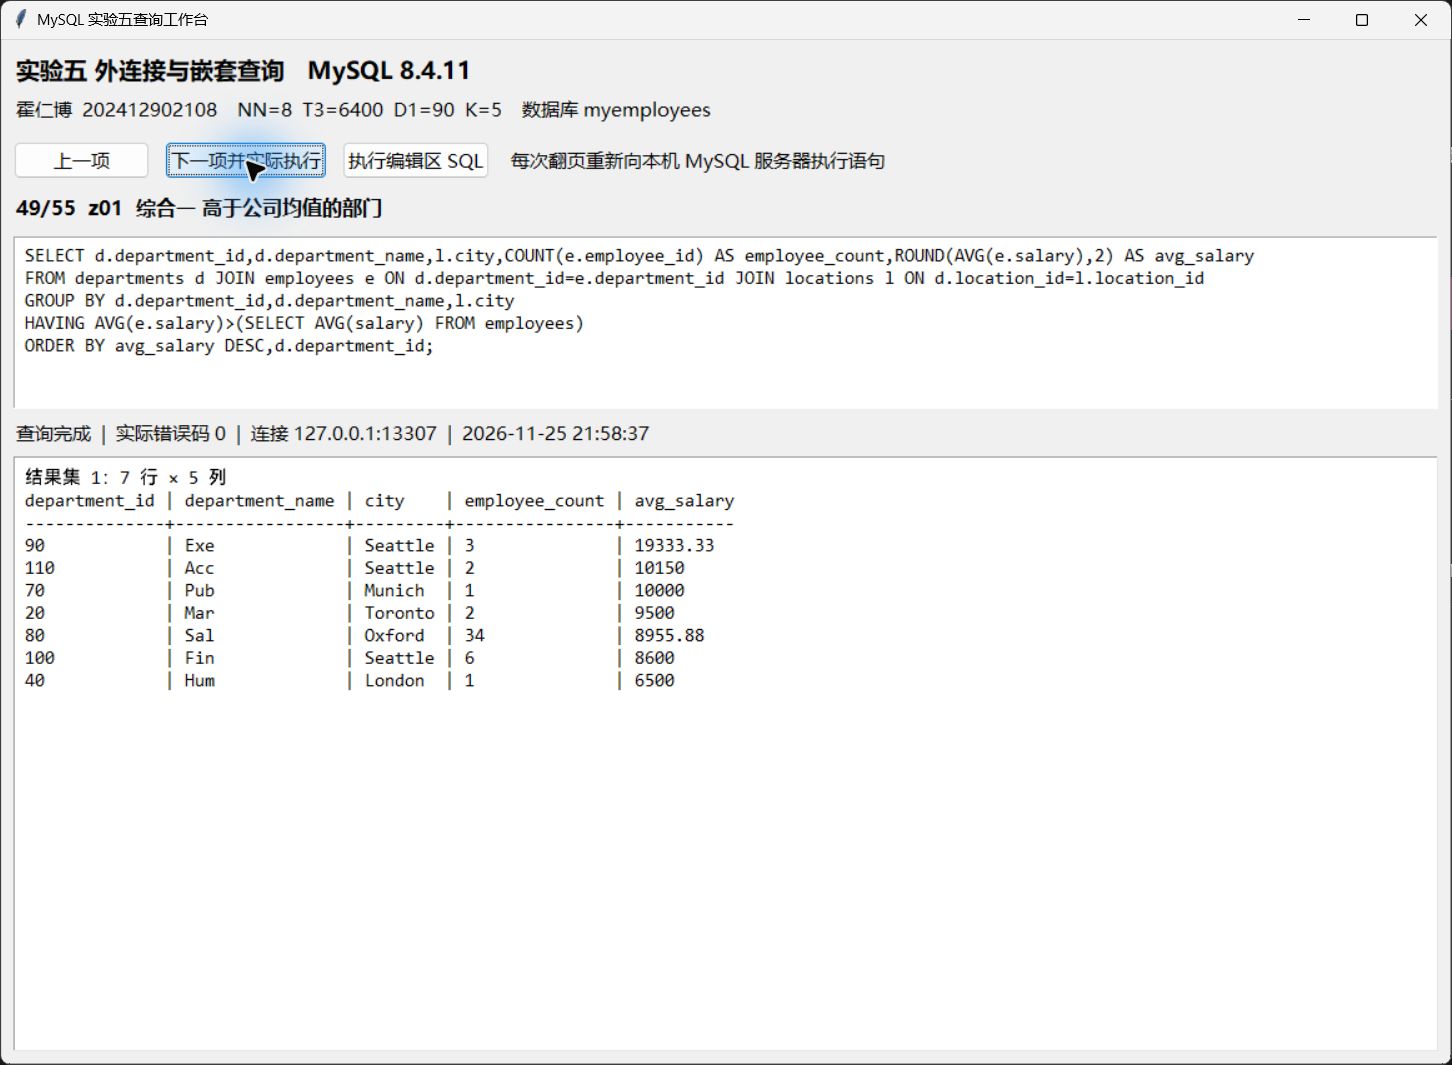 MySQL 实验五查询工作台
实验五 外连接与嵌套查询 MySQL 8.4.11
霍仁博 202412902108 NN=8 T3=6400 D1=90 K=5 数据库 myemployees
上一项 下一项并实际执行 执行编辑区 SQL 每次翻页重新向本机 MySQL 服务器执行语句
49/55 z01 综合一 高于公司均值的部门
SELECT d.department_id,d.department_name,l.city,COUNT(e.employee_id) AS employee_count,ROUND(AVG(e.salary),2) AS avg_salary
FROM departments d JOIN employees e ON d.department_id=e.department_id JOIN locations l ON d.location_id=l.location_id
GROUP BY d.department_id,d.department_name,l.city
HAVING AVG(e.salary)>(SELECT AVG(salary) FROM employees)
ORDER BY avg_salary DESC,d.department_id;
查询完成 | 实际错误码 0 | 连接 127.0.0.1:13307 | 2026-11-25 21:58:37
结果集 1: 7 行 × 5 列
department_id | department_name | city    | employee_count | avg_salary
--------------+-----------------+---------+----------------+-----------
90            | Exe             | Seattle | 3              | 19333.33
110           | Acc             | Seattle | 2              | 10150
70            | Pub             | Munich  | 1              | 10000
20            | Mar             | Toronto | 2              | 9500
80            | Sal             | Oxford  | 34             | 8955.88
100           | Fin             | Seattle | 6              | 8600
40            | Hum             | London  | 1              | 6500